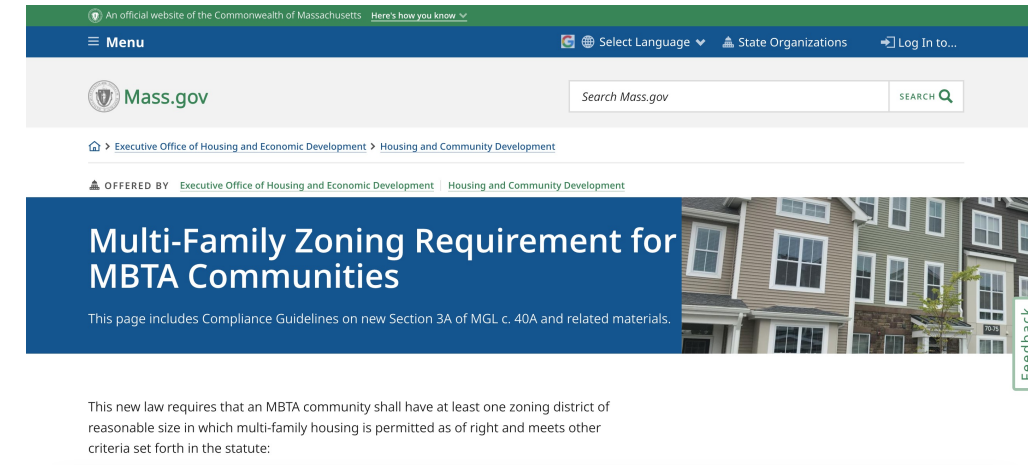 An official website of the Commonwealth of Massachusetts Here's how you know
Menu Select Language State Organizations Log In to...
Mass.gov Search Mass.gov SEARCH
> Executive Office of Housing and Economic Development > Housing and Community Development
OFFERED BY Executive Office of Housing and Economic Development | Housing and Community Development
Multi-Family Zoning Requirement for
MBTA Communities
This page includes Compliance Guidelines on new Section 3A of MGL c. 40A and related materials.
70-75
Feedback
This new law requires that an MBTA community shall have at least one zoning district of
reasonable size in which multi-family housing is permitted as of right and meets other
criteria set forth in the statute: